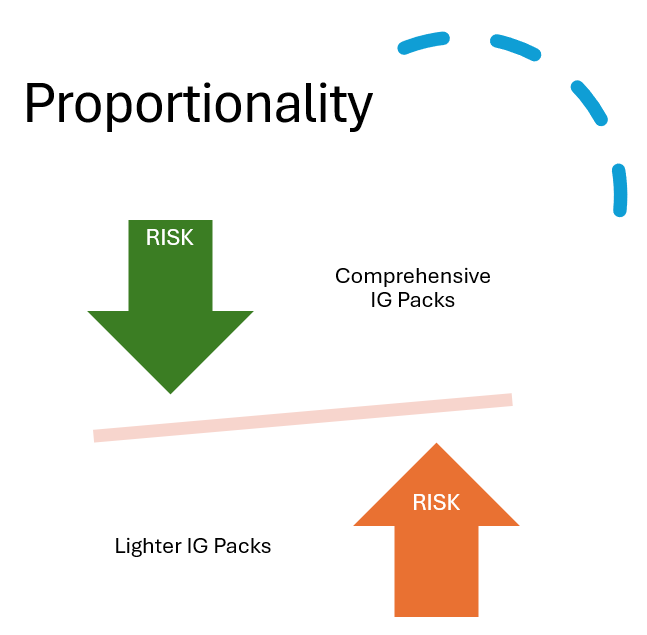 Proportionality
RISK
Comprehensive
IG Packs
RISK
Lighter IG Packs